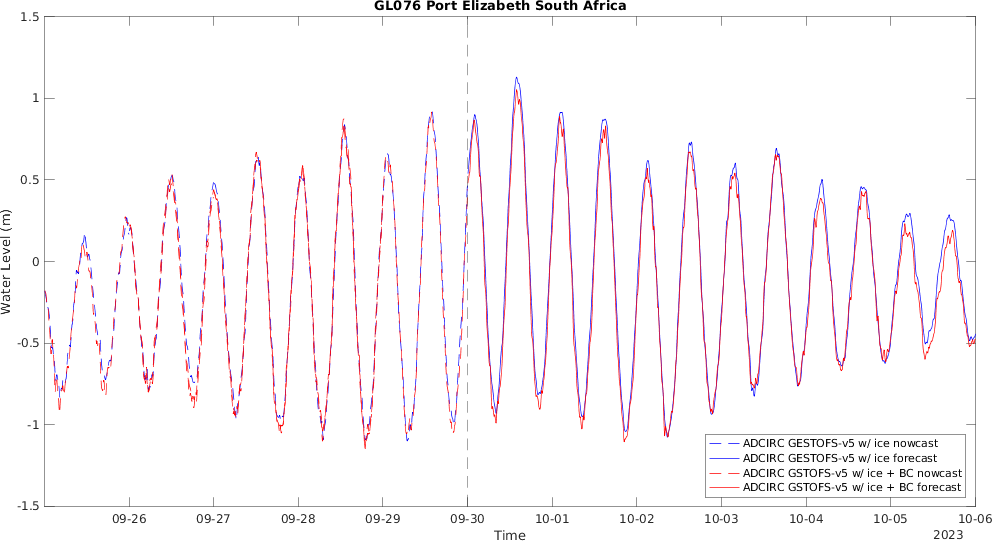 GL076 Port Elizabeth South Africa
1.5
1
0.5
0
-0.5
-1
-1.5
Water Level (m)
09-26 09-27 09-28 09-29 09-30 10-01 10-02 10-03 10-04 10-05 10-06
Time
2023
ADCIRC GESTOFS-v5 w/ ice nowcast
ADCIRC GESTOFS-v5 w/ ice forecast
ADCIRC GSTOFS-v5 w/ ice + BC nowcast
ADCIRC GSTOFS-v5 w/ ice + BC forecast